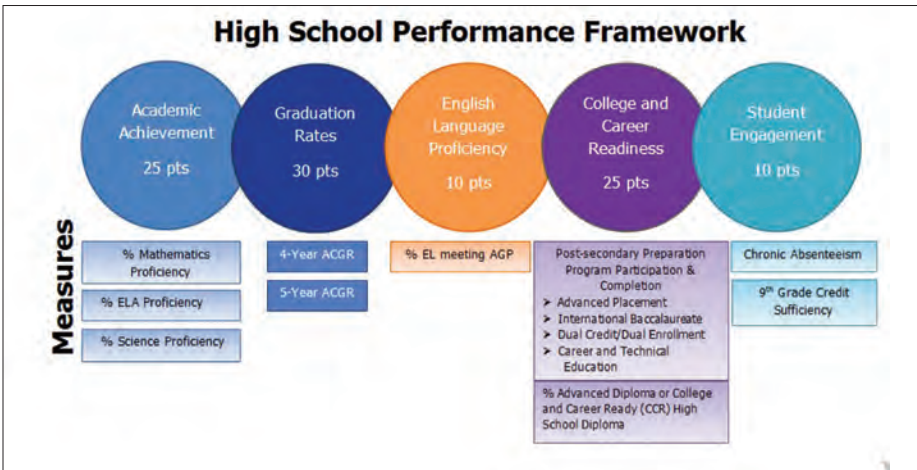 High School Performance Framework
Academic
Achievement
25 pts
Graduation
Rates
30 pts
English
Language
Proficiency
10 pts
College and
Career
Readiness
25 pts
Student
Engagement
10 pts
Measures
% Mathematics
Proficiency
% ELA Proficiency
% Science Proficiency
4-Year ACGR
5-Year ACGR
% EL meeting AGP
Post-secondary Preparation
Program Participation &
Completion
➤ Advanced Placement
➤ International Baccalaureate
➤ Dual Credit/Dual Enrollment
➤ Career and Technical
Education
% Advanced Diploma or College
and Career Ready (CCR) High
School Diploma
Chronic Absenteeism
9th Grade Credit
Sufficiency